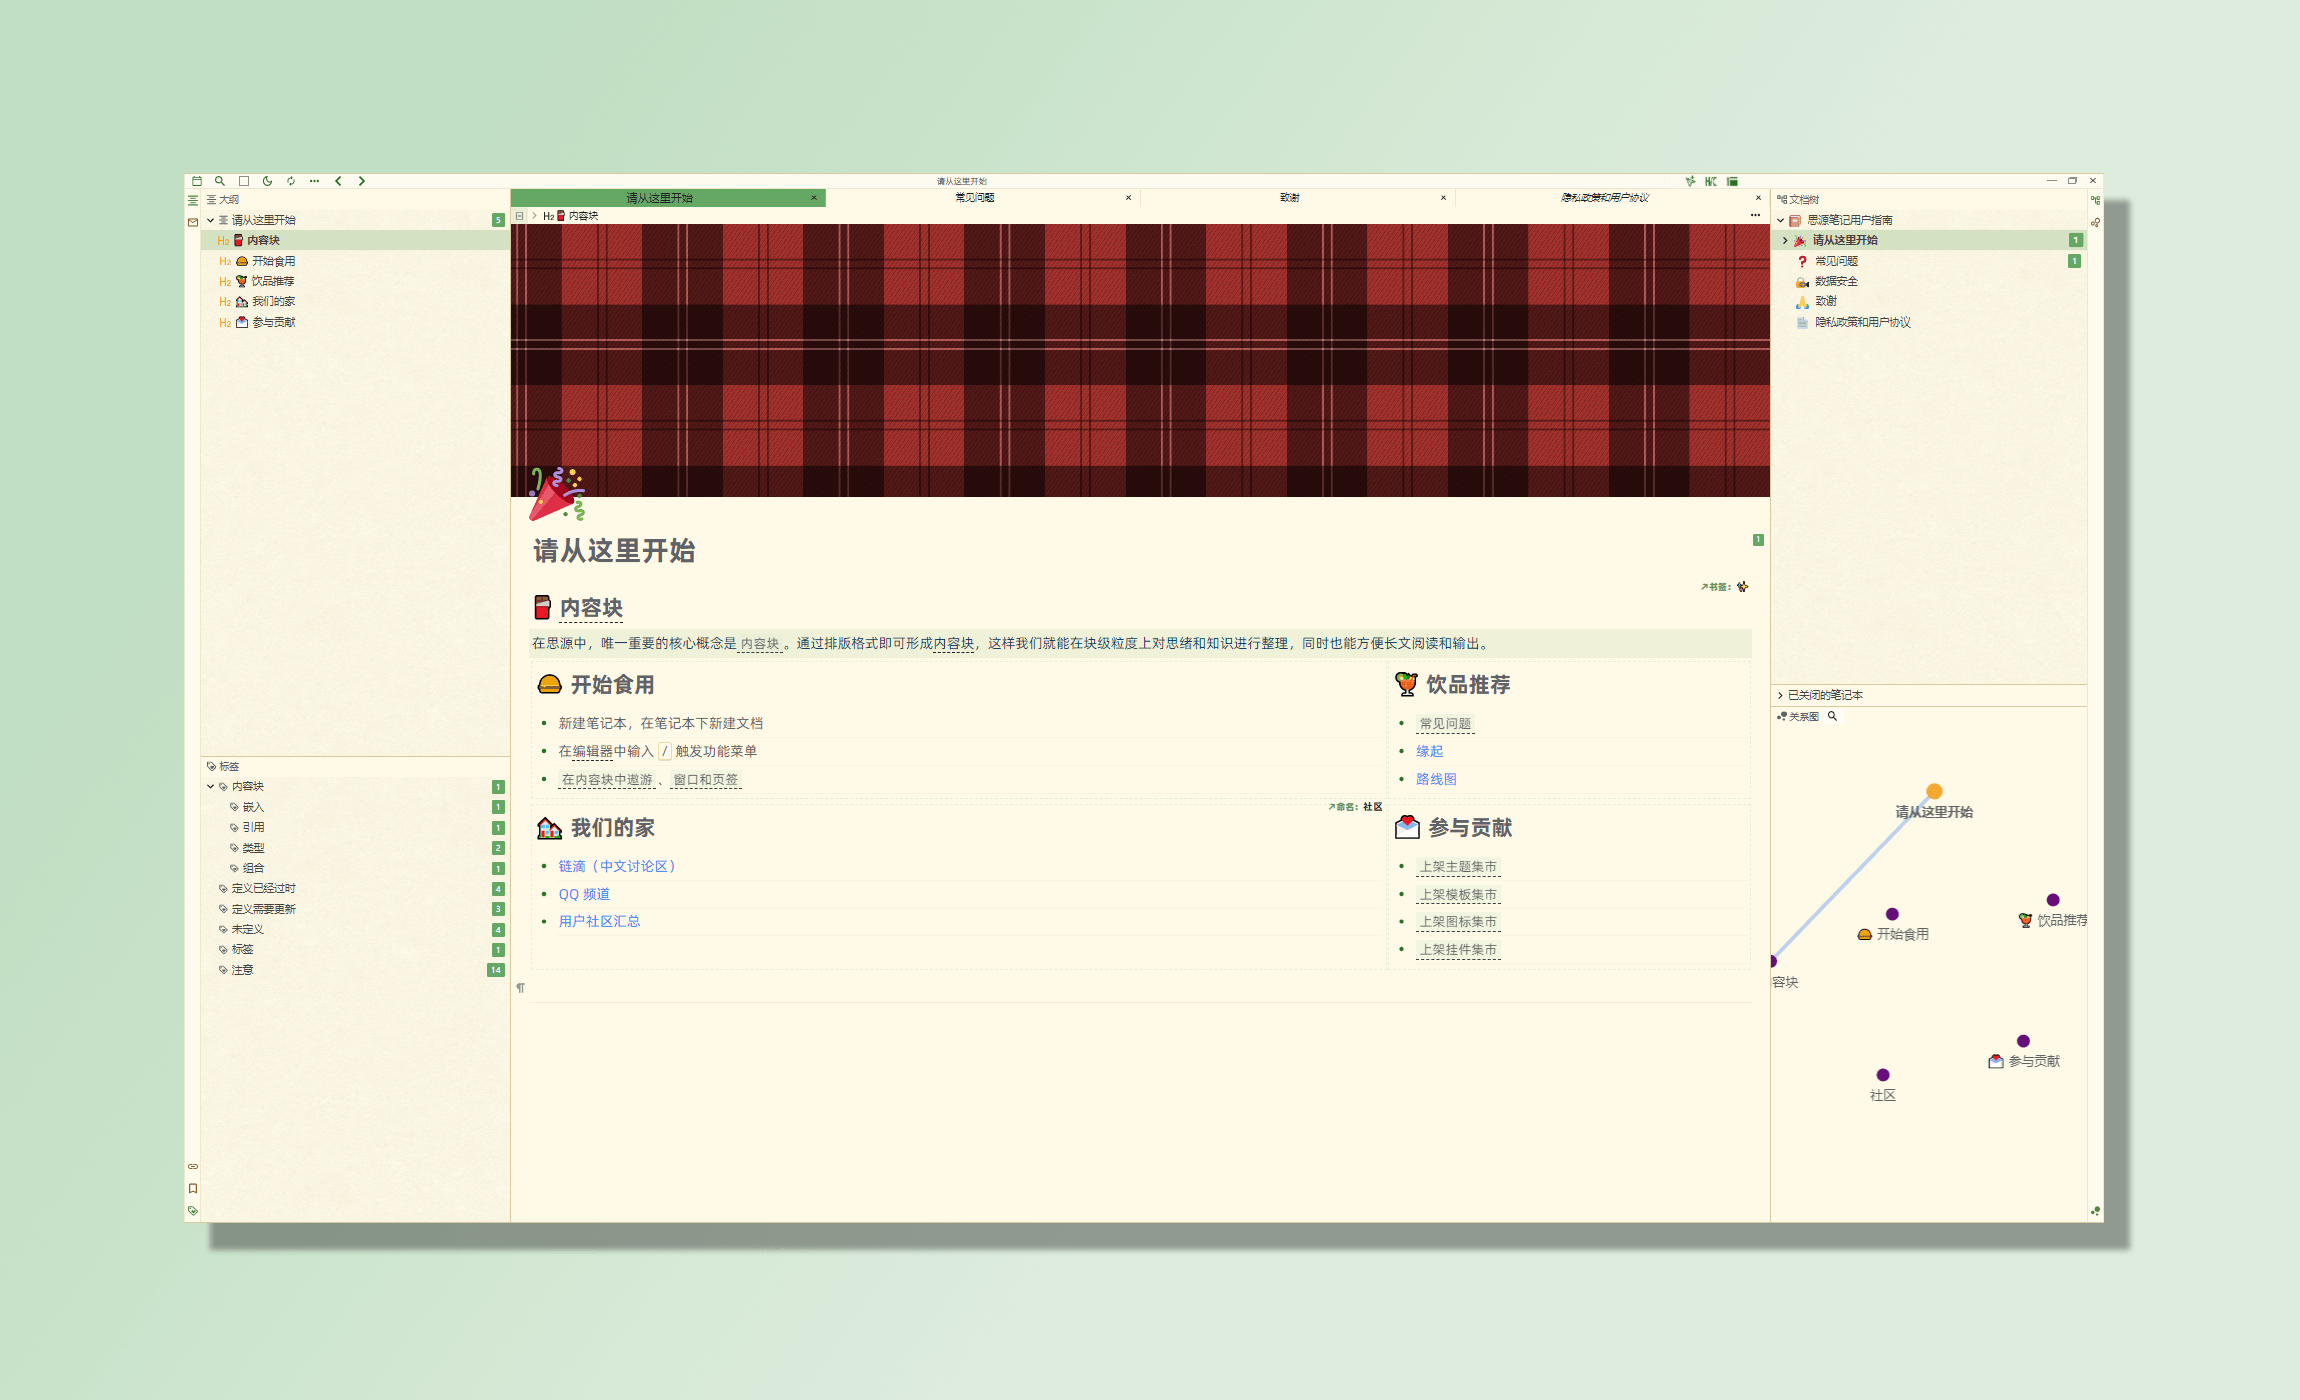 请从这里开始
大纲
请从这里开始 5
H2 内容块
H2 开始食用
H2 饮品推荐
H2 我们的家
H2 参与贡献
标签
内容块 1
嵌入 1
引用 1
类型 2
组合 1
定义已经过时 4
定义需要更新 3
未定义 4
标签 1
注意 14
请从这里开始
常见问题
致谢
隐私政策和用户协议
H2 内容块
请从这里开始
1
书签：
内容块
在思源中，唯一重要的核心概念是 内容块 。通过排版格式即可形成内容块，这样我们就能在块级粒度上对思绪和知识进行整理，同时也能方便长文阅读和输出。
开始食用
新建笔记本，在笔记本下新建文档
在编辑器中输入 / 触发功能菜单
在内容块中遨游 、 窗口和页签
饮品推荐
常见问题
缘起
路线图
命名：社区
我们的家
链滴（中文讨论区）
QQ 频道
用户社区汇总
参与贡献
上架主题集市
上架模板集市
上架图标集市
上架挂件集市
¶
文档树
思源笔记用户指南
请从这里开始 1
常见问题 1
数据安全
致谢
隐私政策和用户协议
已关闭的笔记本
关系图
请从这里开始
饮品推荐
开始食用
容块
参与贡献
社区